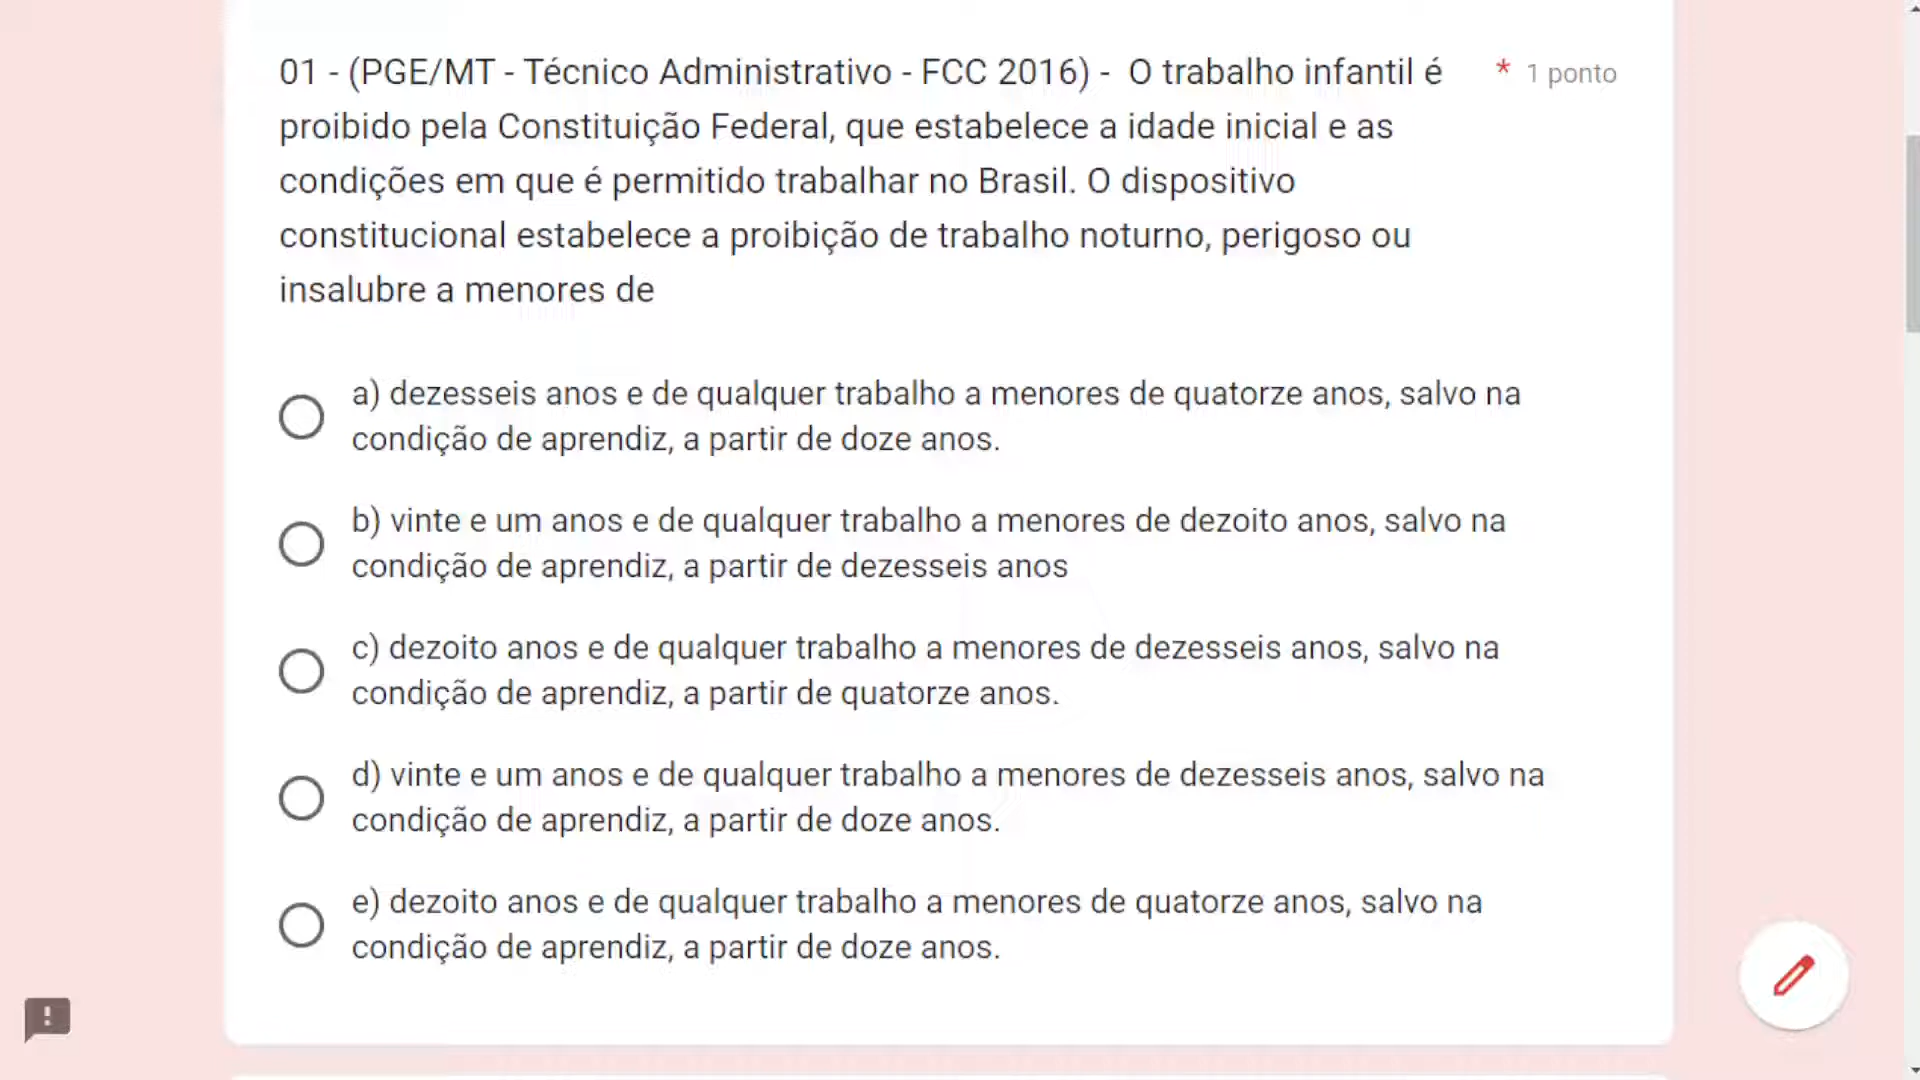 01 - (PGE/MT - Técnico Administrativo - FCC 2016) -  O trabalho infantil é * 1 ponto
proibido pela Constituição Federal, que estabelece a idade inicial e as
condições em que é permitido trabalhar no Brasil. O dispositivo
constitucional estabelece a proibição de trabalho noturno, perigoso ou
insalubre a menores de
a) dezesseis anos e de qualquer trabalho a menores de quatorze anos, salvo na
condição de aprendiz, a partir de doze anos.
b) vinte e um anos e de qualquer trabalho a menores de dezoito anos, salvo na
condição de aprendiz, a partir de dezesseis anos
c) dezoito anos e de qualquer trabalho a menores de dezesseis anos, salvo na
condição de aprendiz, a partir de quatorze anos.
d) vinte e um anos e de qualquer trabalho a menores de dezesseis anos, salvo na
condição de aprendiz, a partir de doze anos.
e) dezoito anos e de qualquer trabalho a menores de quatorze anos, salvo na
condição de aprendiz, a partir de doze anos.